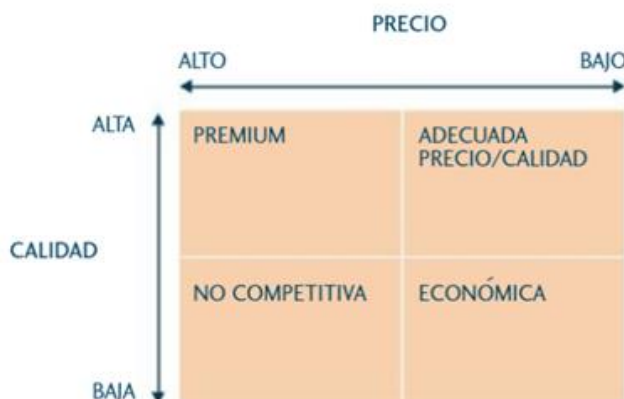 PRECIO
ALTO BAJO
ALTA
PREMIUM ADECUADA
PRECIO/CALIDAD
CALIDAD
NO COMPETITIVA ECONÓMICA
BAJA